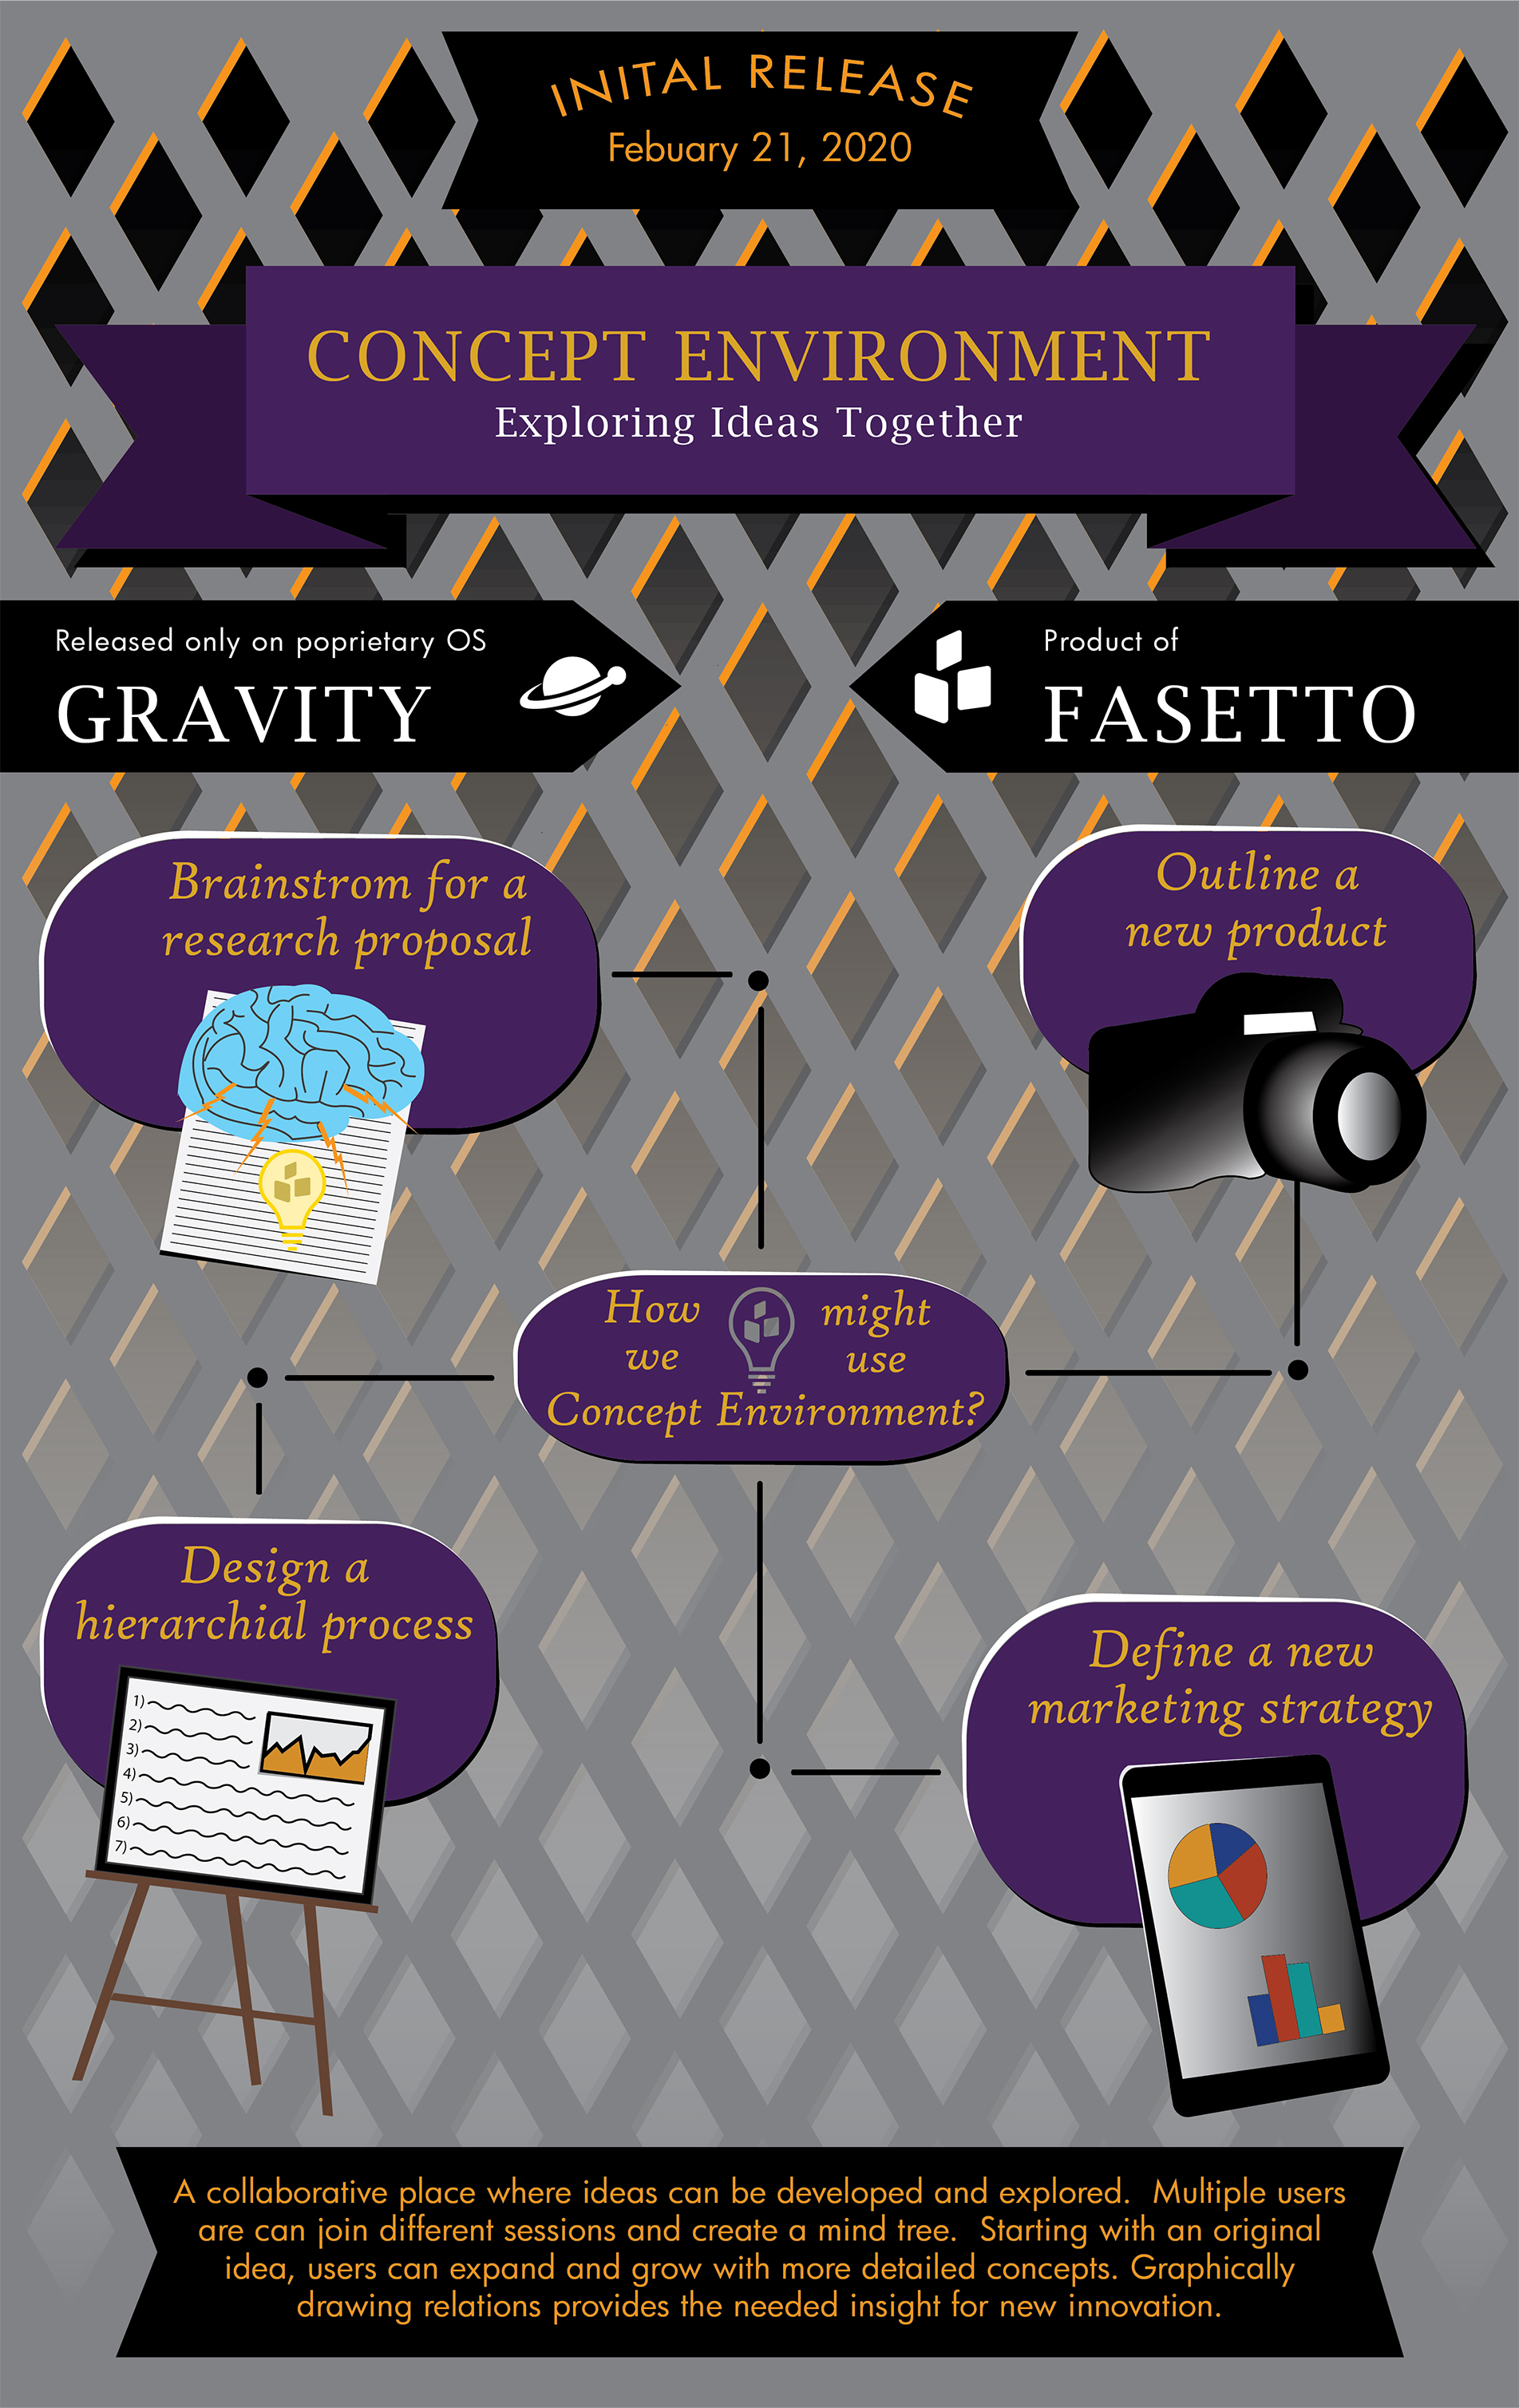 INITAL RELEASE
Febuary 21, 2020
CONCEPT ENVIRONMENT
Exploring Ideas Together
Released only on poprietary OS
GRAVITY
Product of
FASETTO
Brainstrom for a
research proposal
Outline a
new product
How might
we use
Concept Environment?
Design a
hierarchial process
1)
2)
3)
4)
5)
6)
7)
Define a new
marketing strategy
A collaborative place where ideas can be developed and explored.  Multiple users
are can join different sessions and create a mind tree.  Starting with an original
idea, users can expand and grow with more detailed concepts. Graphically
drawing relations provides the needed insight for new innovation.